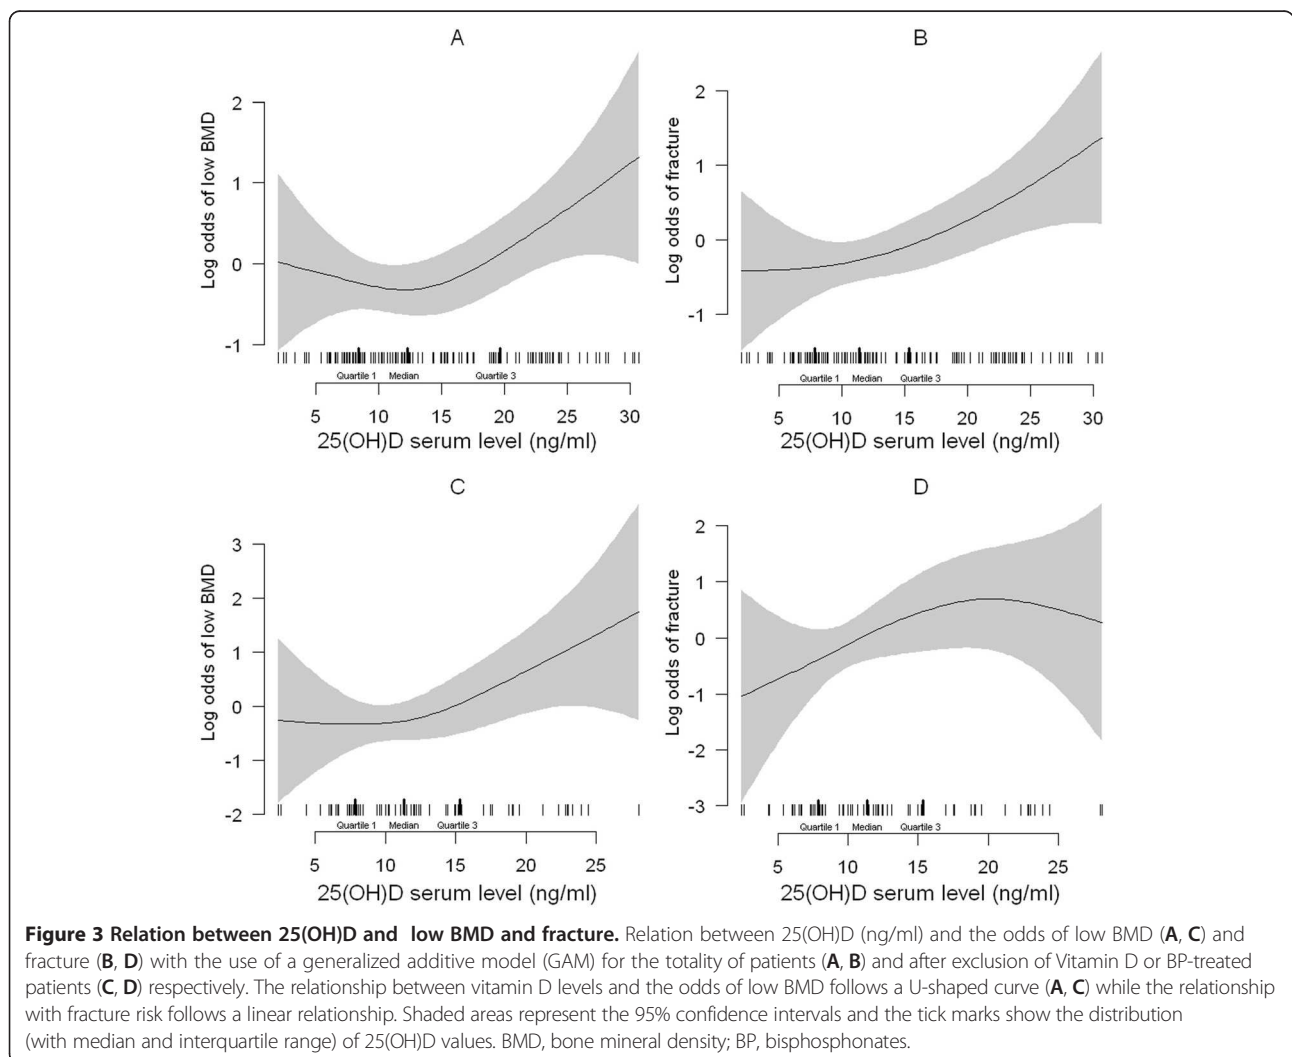 A
Log odds of low BMD
2
1
0
-1
Quartile 1 Median Quartile 3
5 10 15 20 25 30
25(OH)D serum level (ng/ml)
B
Log odds of fracture
2
1
0
-1
Quartile 1 Median Quartile 3
5 10 15 20 25 30
25(OH)D serum level (ng/ml)
C
Log odds of low BMD
3
2
1
0
-1
-2
Quartile 1 Median Quartile 3
5 10 15 20 25
25(OH)D serum level (ng/ml)
D
Log odds of fracture
2
1
0
-1
-2
-3
Quartile 1 Median Quartile 3
5 10 15 20 25
25(OH)D serum level (ng/ml)
Figure 3 Relation between 25(OH)D and low BMD and fracture. Relation between 25(OH)D (ng/ml) and the odds of low BMD (A, C) and
fracture (B, D) with the use of a generalized additive model (GAM) for the totality of patients (A, B) and after exclusion of Vitamin D or BP-treated
patients (C, D) respectively. The relationship between vitamin D levels and the odds of low BMD follows a U-shaped curve (A, C) while the relationship
with fracture risk follows a linear relationship. Shaded areas represent the 95% confidence intervals and the tick marks show the distribution
(with median and interquartile range) of 25(OH)D values. BMD, bone mineral density; BP, bisphosphonates.